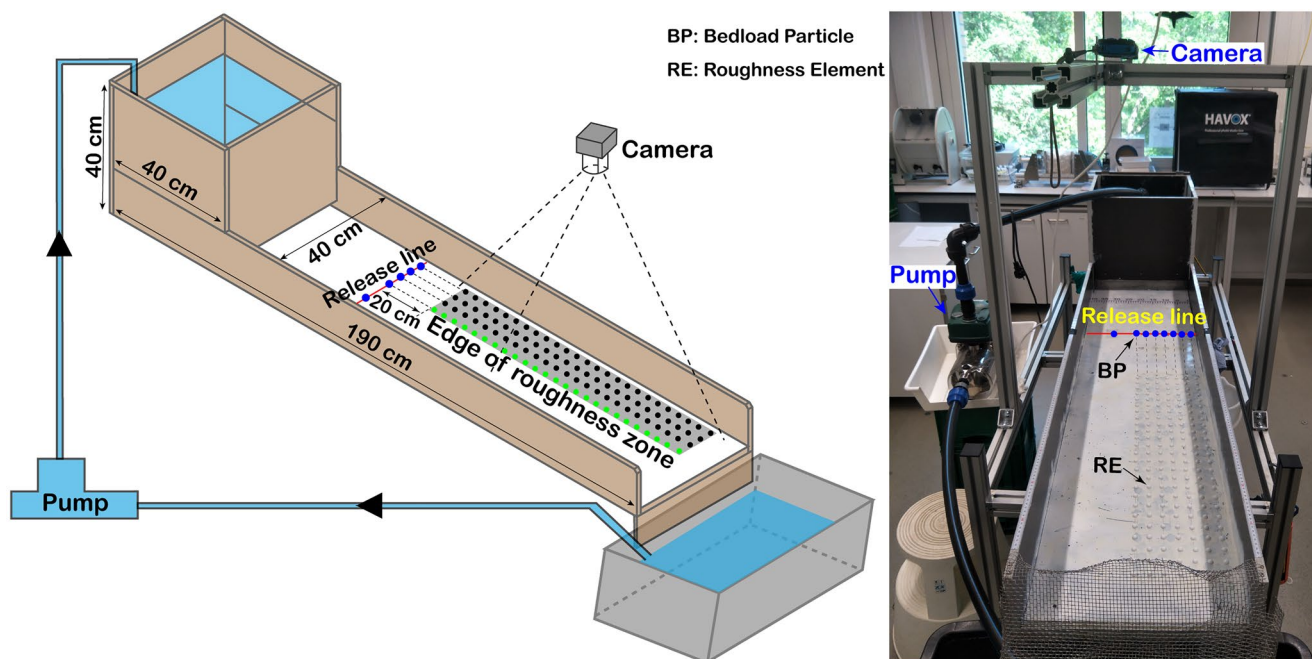 BP: Bedload Particle
RE: Roughness Element
40 cm
40 cm
40 cm
Release line
20 cm
Edge of roughness zone
190 cm
Camera
Pump
Camera
HAVOX
Pump
Release line
BP
RE